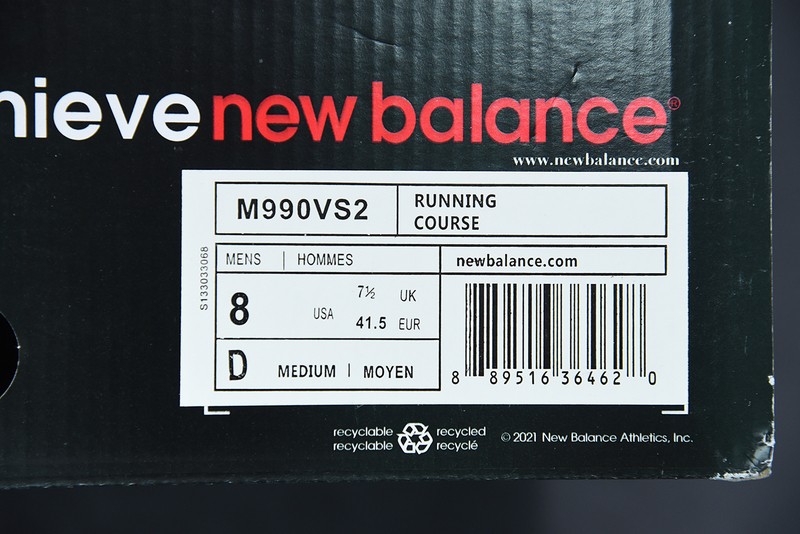 hieve new balance®
www.newbalance.com
M990VS2
RUNNING
COURSE
S133033068
MENS | HOMMES
newbalance.com
8 USA 7½ UK
41.5 EUR
D MEDIUM | MOYEN
8 89516 36462 0
recyclable recycled
recyclable recyclé
© 2021 New Balance Athletics, Inc.